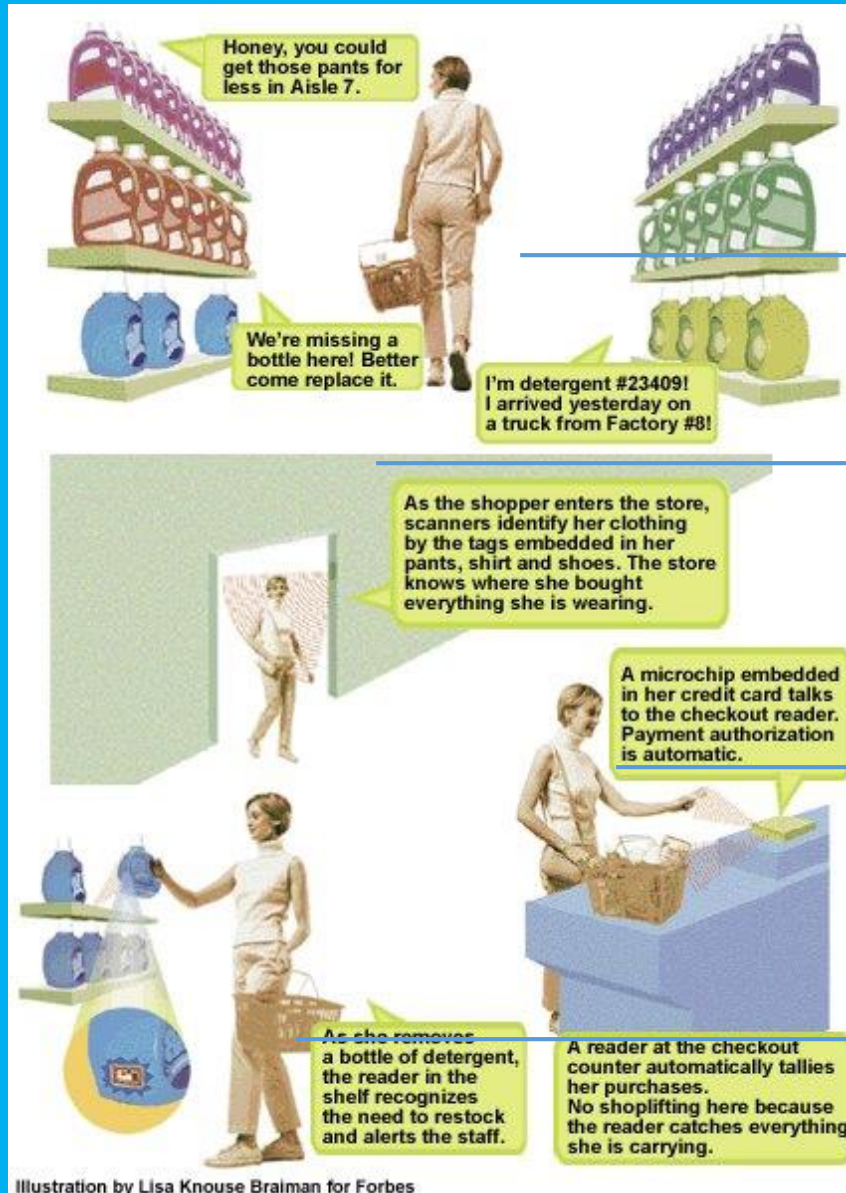 Honey, you could
get those pants for
less in Aisle 7.
We're missing a
bottle here! Better
come replace it.
I'm detergent #23409!
I arrived yesterday on
a truck from Factory #8!
As the shopper enters the store,
scanners identify her clothing
by the tags embedded in her
pants, shirt and shoes. The store
knows where she bought
everything she is wearing.
A microchip embedded
in her credit card talks
to the checkout reader.
Payment authorization
is automatic.
As she removes
a bottle of detergent,
the reader in the
shelf recognizes
the need to restock
and alerts the staff.
A reader at the checkout
counter automatically tallies
her purchases.
No shoplifting here because
the reader catches everything
she is carrying.
Illustration by Lisa Knouse Braiman for Forbes